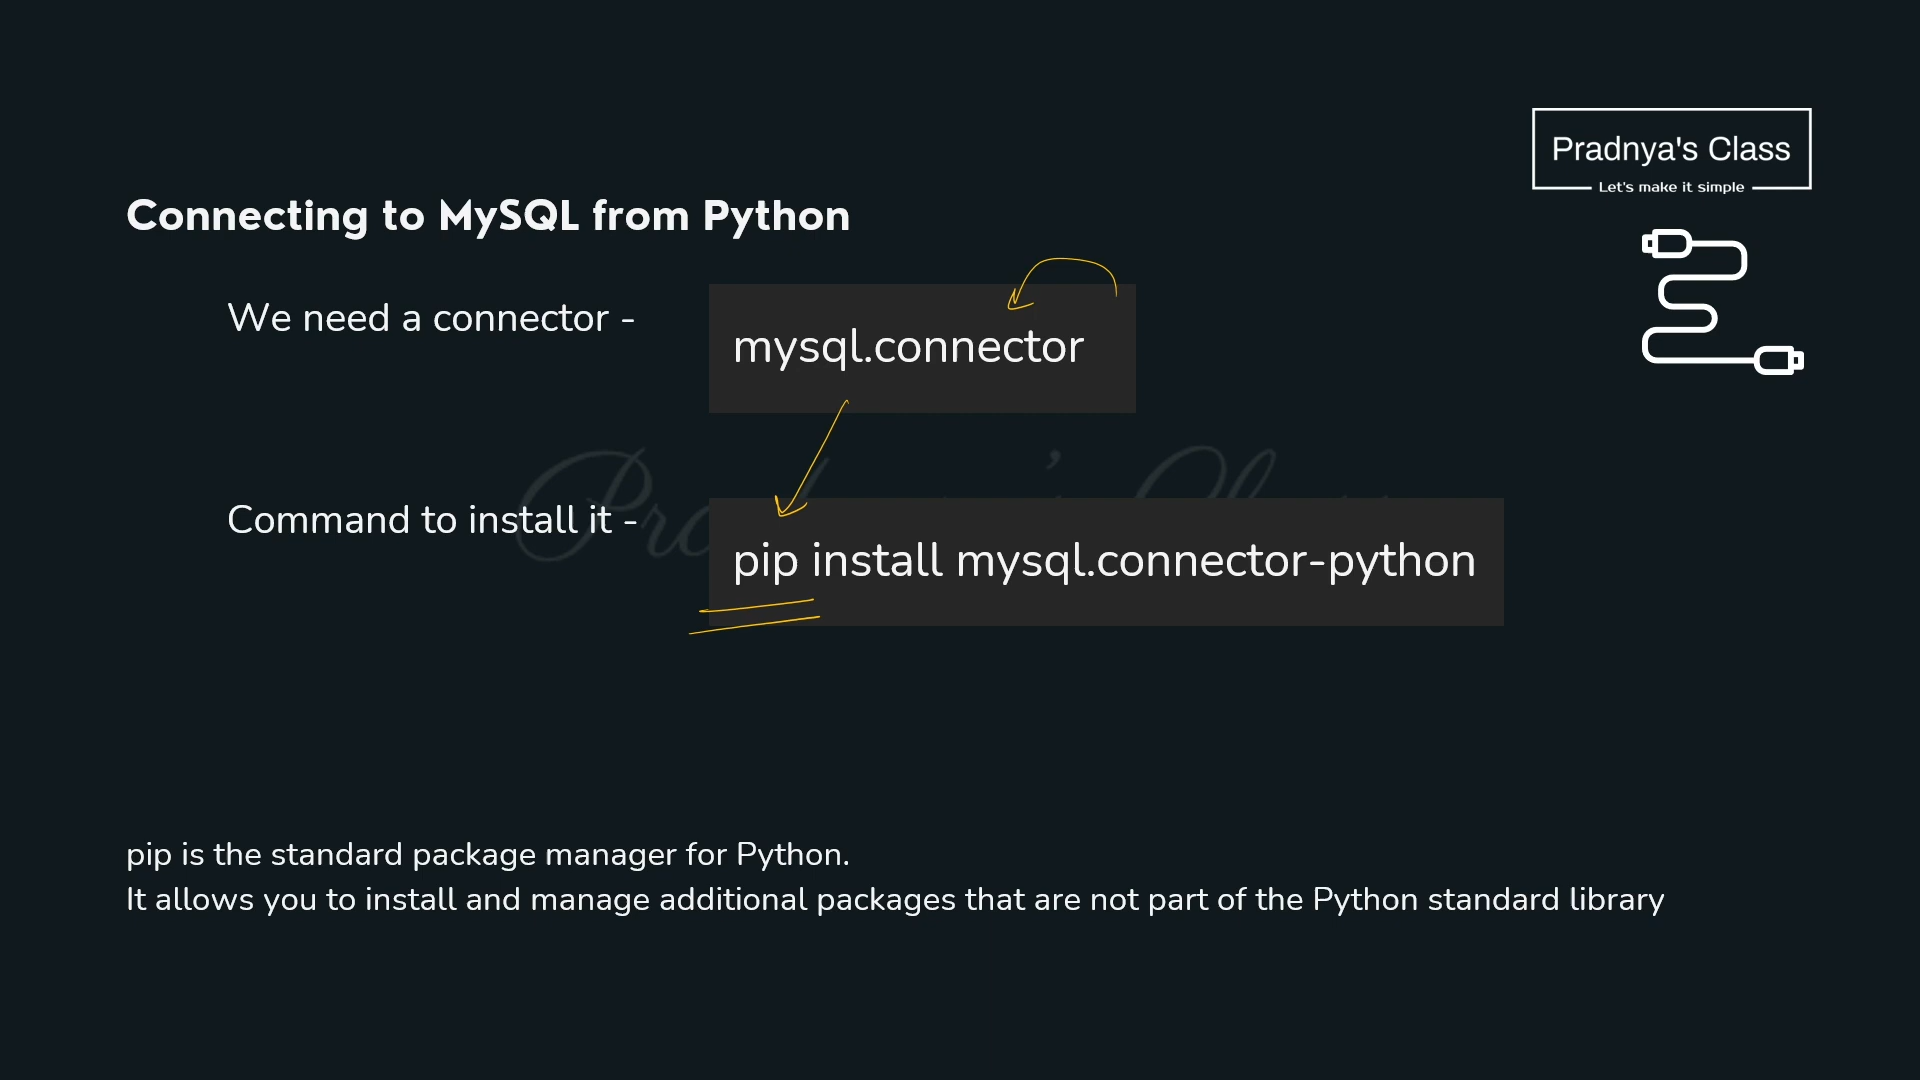 Pradnya's Class
Let's make it simple
Connecting to MySQL from Python
We need a connector -
mysql.connector
Command to install it -
pip install mysql.connector-python
pip is the standard package manager for Python.
It allows you to install and manage additional packages that are not part of the Python standard library